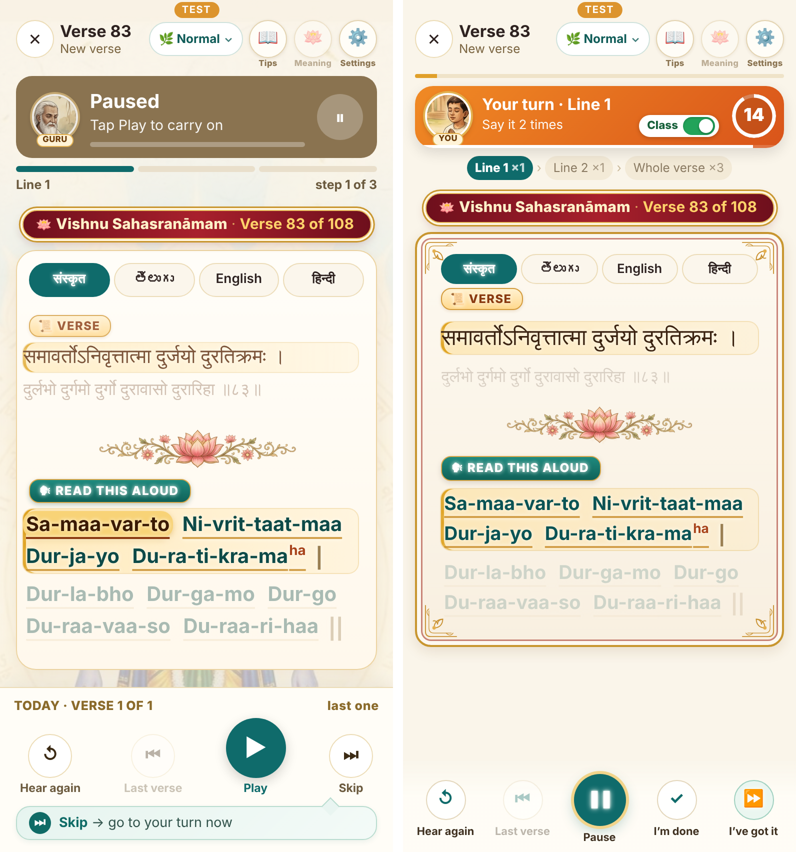 TEST
Verse 83
New verse
Normal
Tips
Meaning
Settings
Paused
Tap Play to carry on
GURU
Line 1
step 1 of 3
Vishnu Sahasranāmam · Verse 83 of 108
संस्कृत
తెలుగు
English
हिन्दी
VERSE
समावर्तोऽनिवृत्तात्मा दुर्जयो दुरतिक्रमः ।
दुर्लभो दुर्गमो दुर्गो दुरावासो दुरारिहा ॥८३॥
READ THIS ALOUD
Sa-maa-var-to Ni-vrit-taat-maa
Dur-ja-yo Du-ra-ti-kra-ma ha |
Dur-la-bho Dur-ga-mo Dur-go
Du-raa-vaa-so Du-raa-ri-haa ||
TODAY · VERSE 1 OF 1
last one
Hear again
Last verse
Play
Skip
Skip → go to your turn now
TEST
Verse 83
New verse
Normal
Tips
Meaning
Settings
Your turn · Line 1
Say it 2 times
YOU
Class
14
Line 1 ×1 › Line 2 ×1 › Whole verse ×3
Vishnu Sahasranāmam · Verse 83 of 108
संस्कृत
తెలుగు
English
हिन्दी
VERSE
समावर्तोऽनिवृत्तात्मा दुर्जयो दुरतिक्रमः ।
दुर्लभो दुर्गमो दुर्गो दुरावासो दुरारिहा ॥८३॥
READ THIS ALOUD
Sa-maa-var-to Ni-vrit-taat-maa
Dur-ja-yo Du-ra-ti-kra-ma ha |
Dur-la-bho Dur-ga-mo Dur-go
Du-raa-vaa-so Du-raa-ri-haa ||
Hear again
Last verse
Pause
I'm done
I've got it